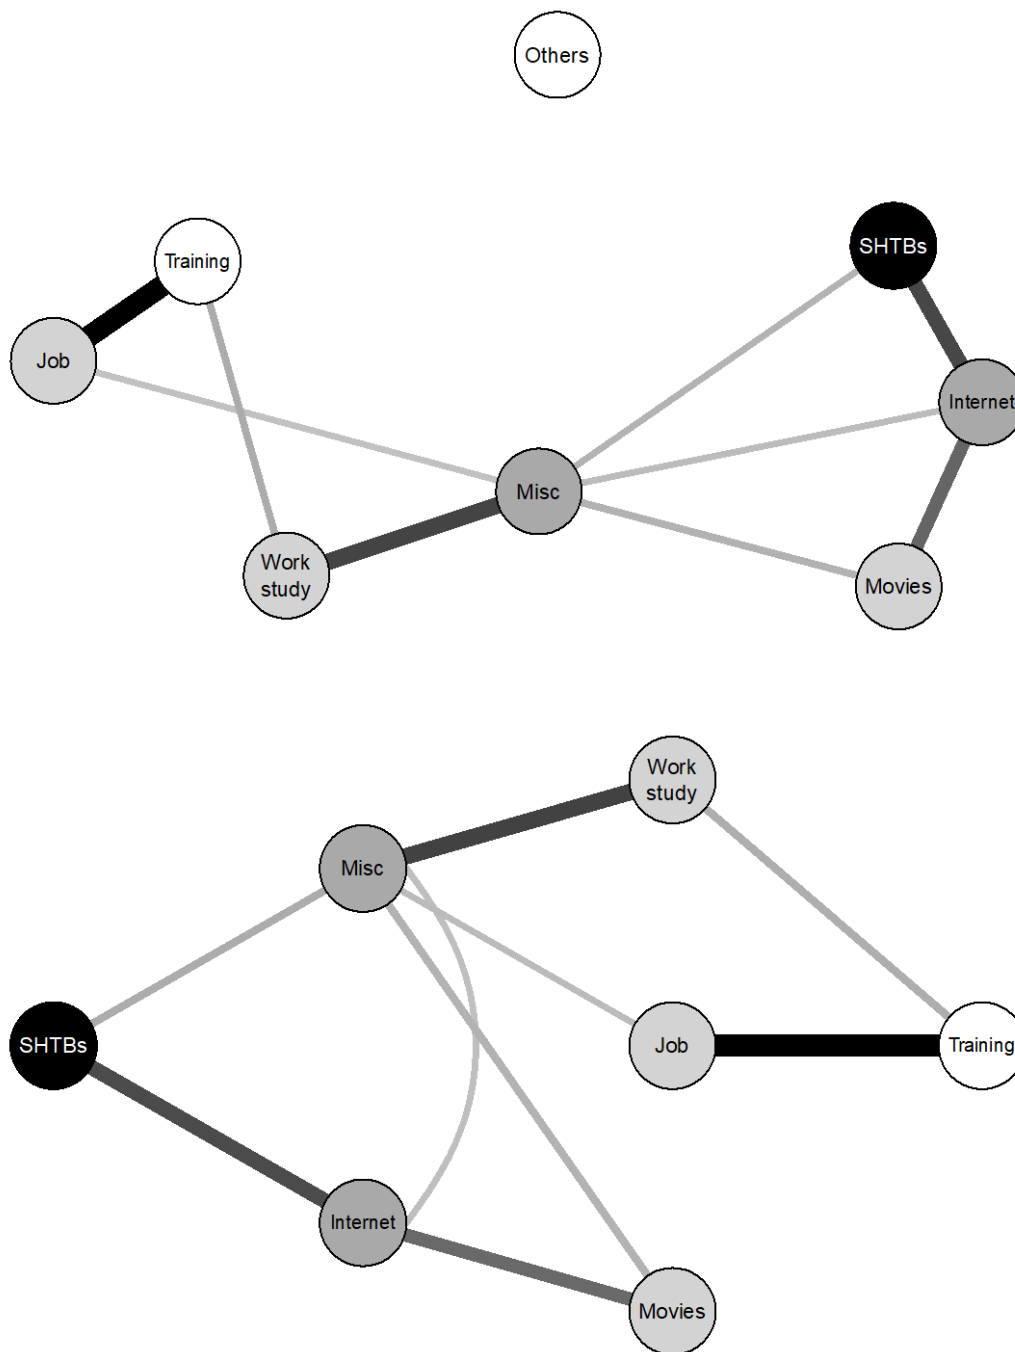 Others
SHTBs
Training
Job
Internet
Misc
Work
study
Movies
Work
study
Misc
SHTBs
Job
Training
Internet
Movies